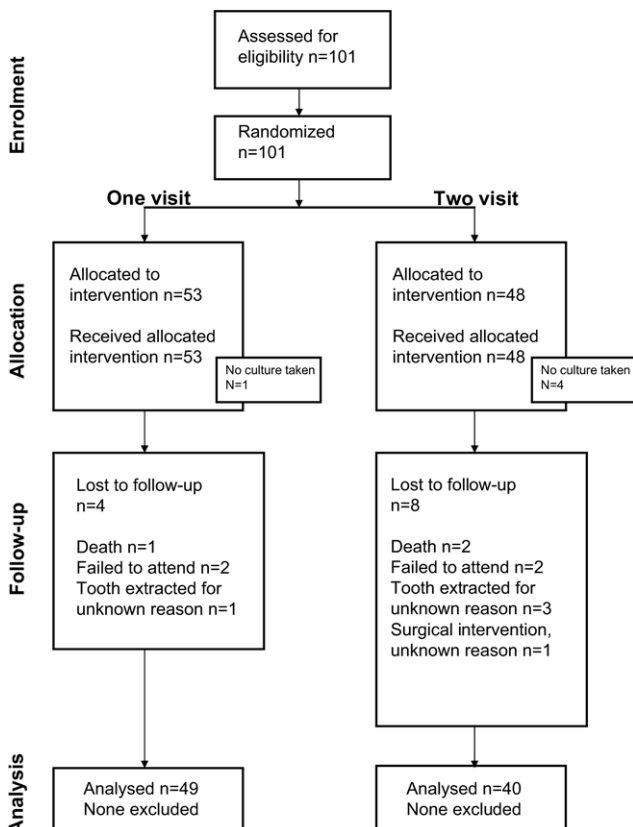 Enrolment
Assessed for
eligibility n=101
Randomized
n=101
One visit
Two visit
Allocation
Allocated to
intervention n=53
Received allocated
intervention n=53
No culture taken
N=1
Allocated to
intervention n=48
Received allocated
intervention n=48
No culture taken
N=4
Follow-up
Lost to follow-up
n=4
Death n=1
Failed to attend n=2
Tooth extracted for
unknown reason n=1
Lost to follow-up
n=8
Death n=2
Failed to attend n=2
Tooth extracted for
unknown reason n=3
Surgical intervention,
unknown reason n=1
Analysis
Analysed n=49
None excluded
Analysed n=40
None excluded